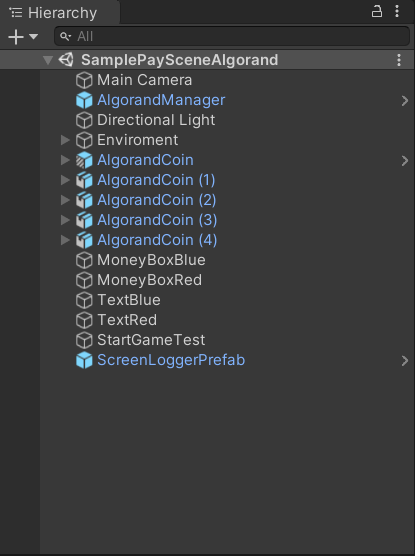 Hierarchy
All
SamplePaySceneAlgorand
Main Camera
AlgorandManager
Directional Light
Enviroment
AlgorandCoin
AlgorandCoin (1)
AlgorandCoin (2)
AlgorandCoin (3)
AlgorandCoin (4)
MoneyBoxBlue
MoneyBoxRed
TextBlue
TextRed
StartGameTest
ScreenLoggerPrefab